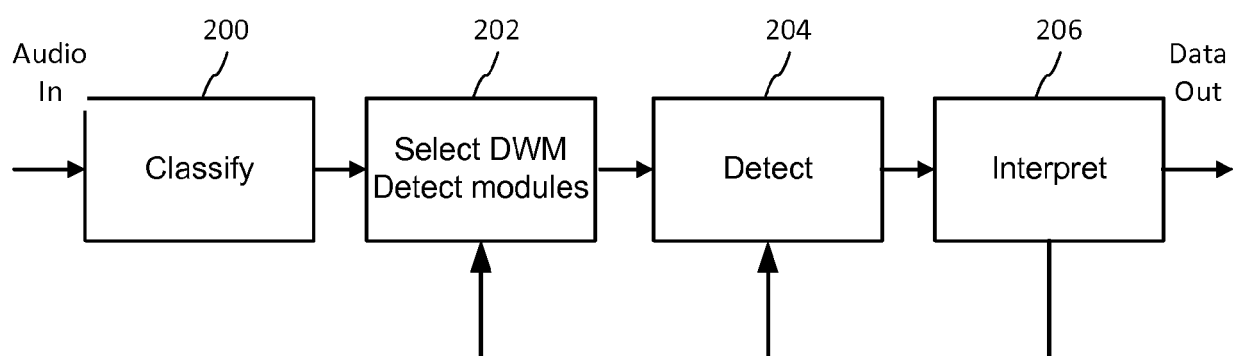 200
202
204
206
Audio
In
Data
Out
Classify
Select DWM
Detect modules
Detect
Interpret